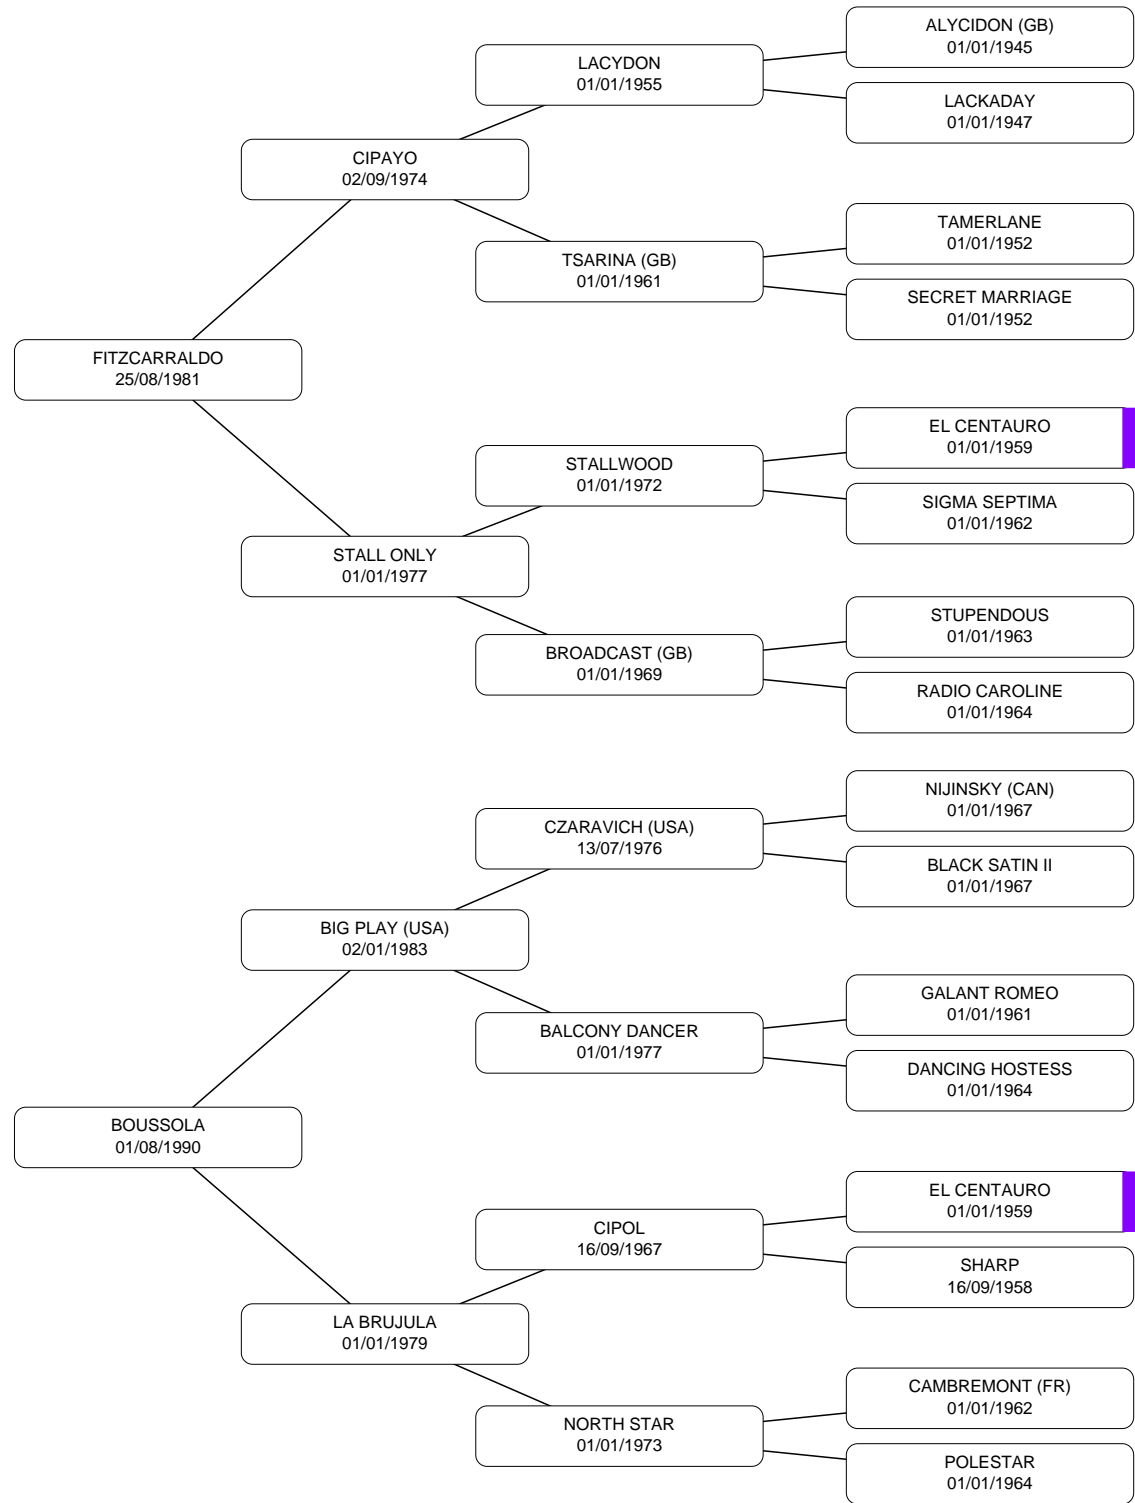 ALYCIDON (GB)
01/01/1945
LACYDON
01/01/1955
LACKADAY
01/01/1947
CIPAYO
02/09/1974
TAMERLANE
01/01/1952
TSARINA (GB)
01/01/1961
SECRET MARRIAGE
01/01/1952
FITZCARRALDO
25/08/1981
EL CENTAURO
01/01/1959
STALLWOOD
01/01/1972
SIGMA SEPTIMA
01/01/1962
STALL ONLY
01/01/1977
STUPENDOUS
01/01/1963
BROADCAST (GB)
01/01/1969
RADIO CAROLINE
01/01/1964
NIJINSKY (CAN)
01/01/1967
CZARAVICH (USA)
13/07/1976
BLACK SATIN II
01/01/1967
BIG PLAY (USA)
02/01/1983
GALANT ROMEO
01/01/1961
BALCONY DANCER
01/01/1977
DANCING HOSTESS
01/01/1964
BOUSSOLA
01/08/1990
EL CENTAURO
01/01/1959
CIPOL
16/09/1967
SHARP
16/09/1958
LA BRUJULA
01/01/1979
CAMBREMONT (FR)
01/01/1962
NORTH STAR
01/01/1973
POLESTAR
01/01/1964